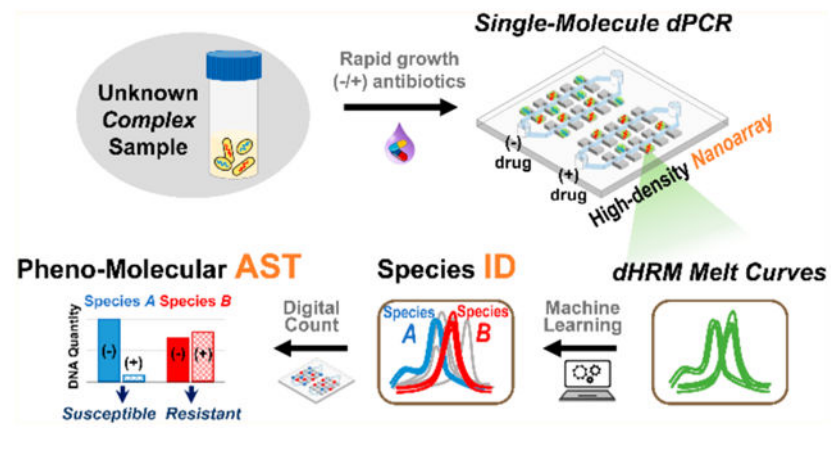 Single-Molecule dPCR
Unknown
Complex
Sample
Rapid growth
(-/+) antibiotics
(-)
drug
(+)
drug
High-density Nanoarray
Pheno-Molecular AST
Species ID
dHRM Melt Curves
Species A Species B
DNA Quantity
(-)
(+)
(-)
(+)
Susceptible Resistant
Digital
Count
Species
A
Species
B
Machine
Learning